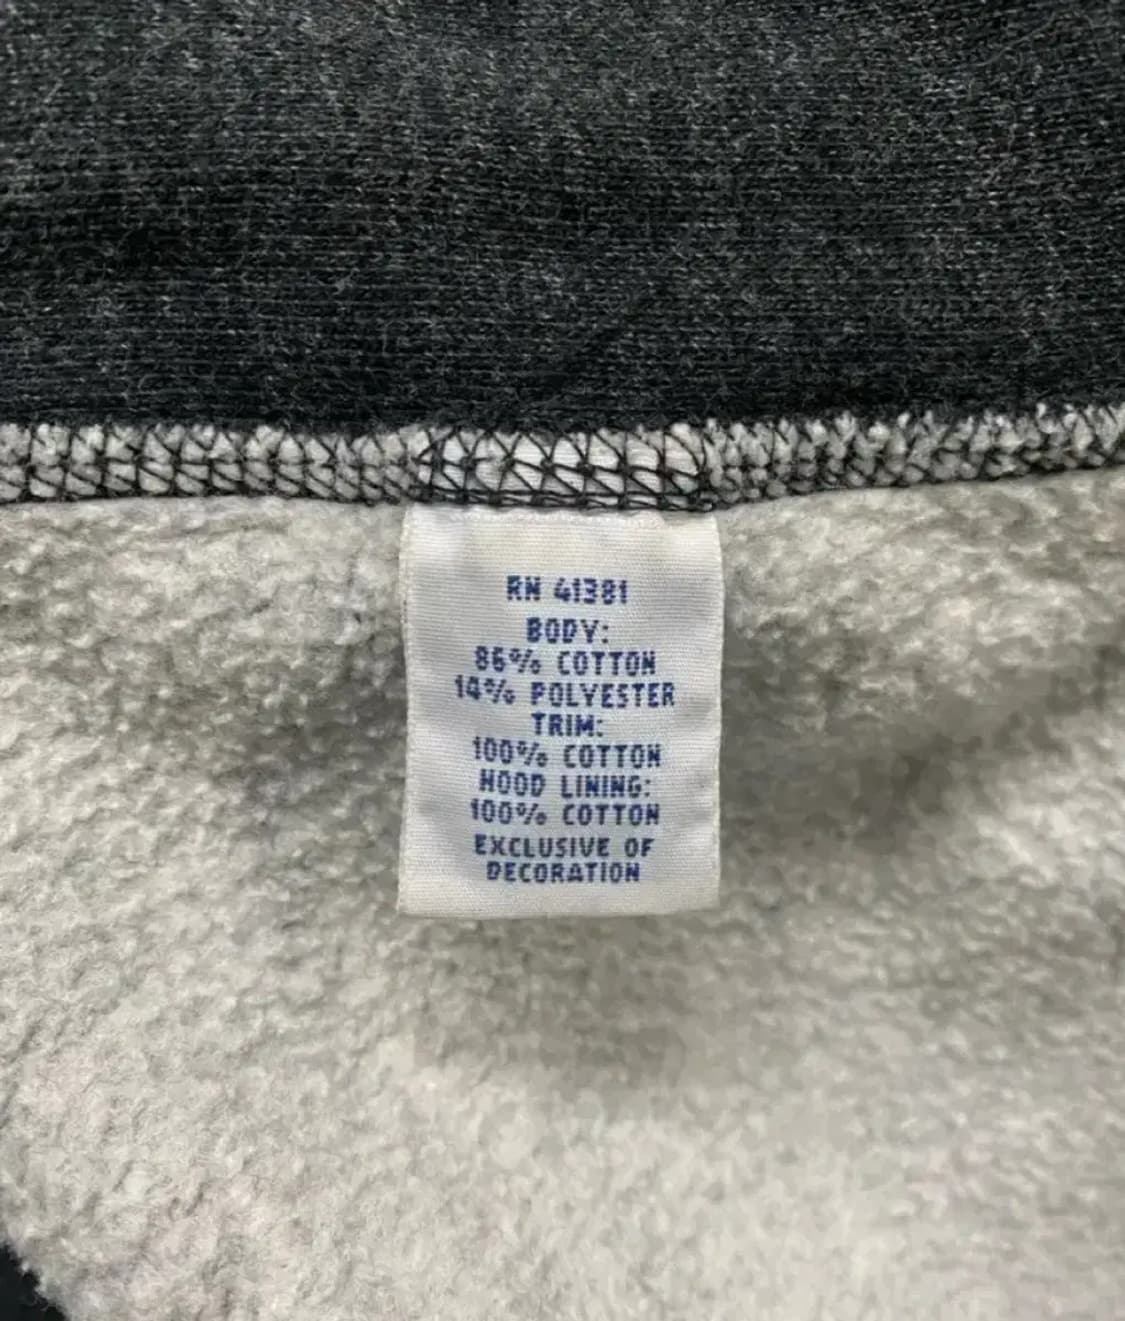 RN 41381
BODY:
86% COTTON
14% POLYESTER
TRIM:
100% COTTON
HOOD LINING:
100% COTTON
EXCLUSIVE OF
DECORATION